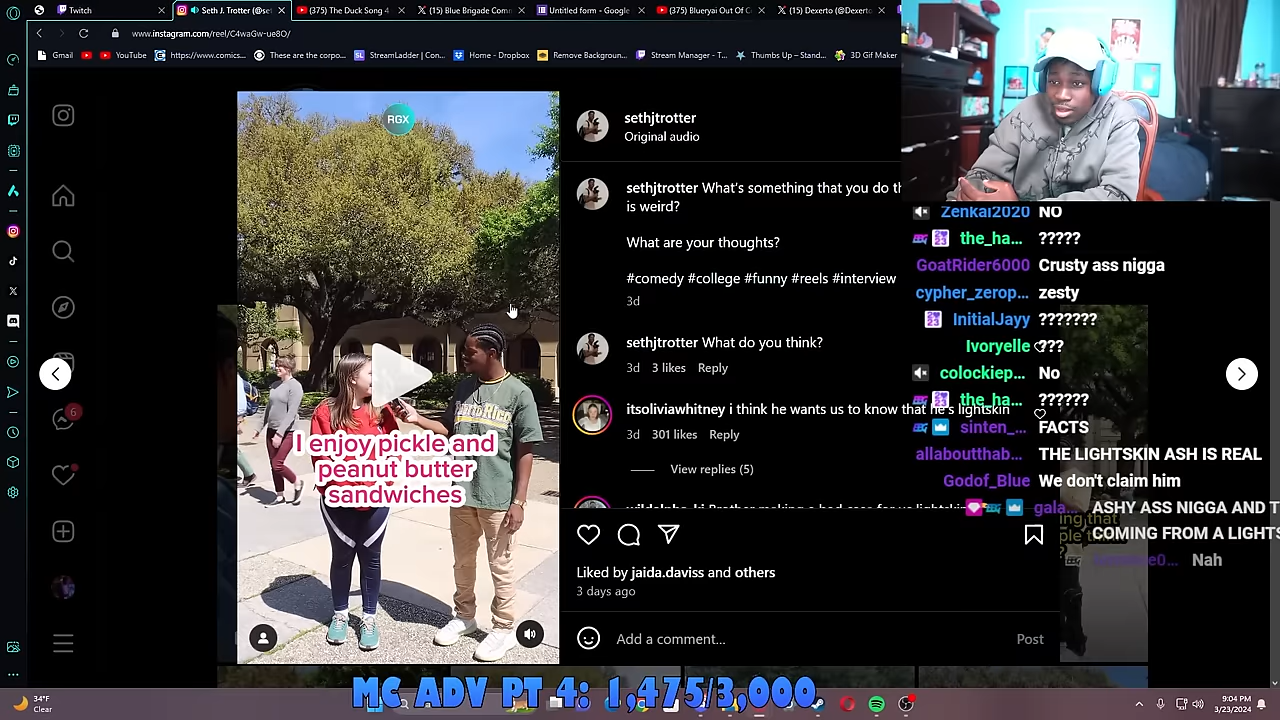 Twitch
Seth J. Trotter (@set
(375) The Duck Song 4
(15) Blue Brigade Com
Untitled form - Google
(375) Blueryai Out Of
(15) Dexerto (@Dexerto
www.instagram.com/reel/C4waGw-ue8O/
Gmail
YouTube
https://www.comics...
These are the corpo...
StreamLadder | Con...
Home - Dropbox
Remove Backgroun...
Stream Manager - T...
Thumbs Up – Stand...
3D Gif Maker
RGX
sethjtrotter
Original audio
sethjtrotter What's something that you do th
is weird?
What are your thoughts?
#comedy #college #funny #reels #interview
3d
sethjtrotter What do you think?
3d 3 likes Reply
itsoliviawhitney i think he wants us to know that he's lightskin
3d 301 likes Reply
View replies (5)
I enjoy pickle and
peanut butter
sandwiches
6
Liked by jaida.daviss and others
3 days ago
Add a comment...
Post
Zenkai2020 NO
the_ha... ?????
GoatRider6000 Crusty ass nigga
cypher_zerop... zesty
InitialJayy ???????
Ivoryelle ???
colockiep... No
the_ha... ??????
sinten_... FACTS
allaboutthab... THE LIGHTSKIN ASH IS REAL
Godof_Blue We don't claim him
gala... ASHY ASS NIGGA AND T
COMING FROM A LIGHTS
Nah
MC ADV PT 4: 1,475/3,000
34°F
Clear
9:04 PM
3/23/2024